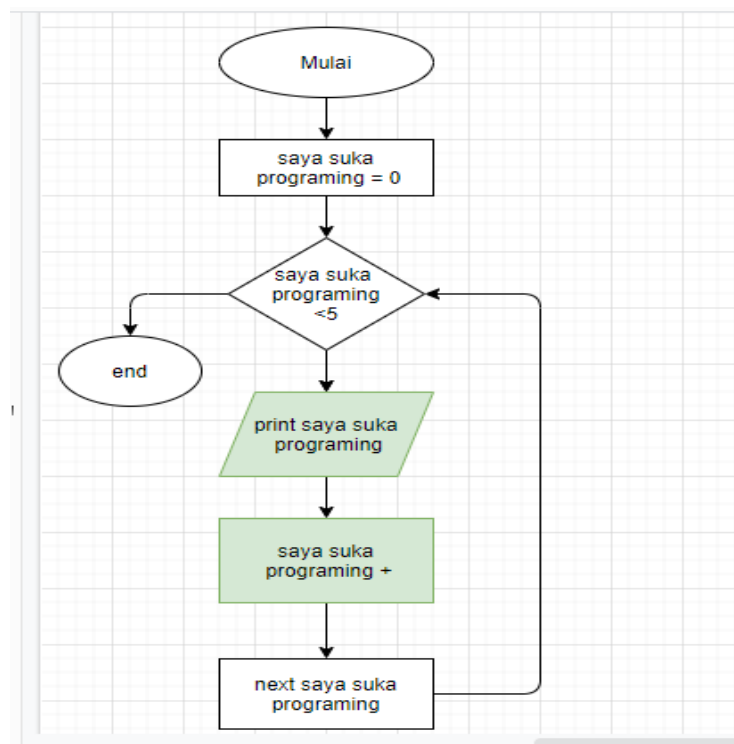 Mulai
saya suka
programing = 0
saya suka
programing
<5
end
print saya suka
programing
saya suka
programing +
next saya suka
programing